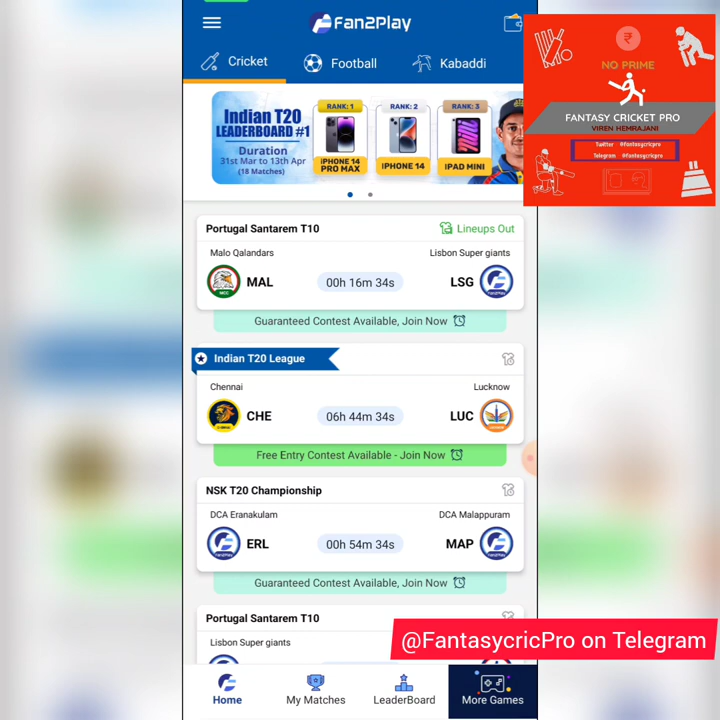 Fan2Play
Cricket
Football
Kabaddi
Indian T20
LEADERBOARD #1
Duration
31st Mar to 13th Apr
(18 Matches)
RANK: 1
IPHONE 14
PRO MAX
RANK: 2
IPHONE 14
RANK: 3
IPAD MINI
₹
NO PRIME
FANTASY CRICKET PRO
VIREN HEMRAJANI
Twitter @fantasycricpro
Telegram @fantasycricpro
Portugal Santarem T10
Lineups Out
Malo Qalandars
Lisbon Super giants
MAL
00h 16m 34s
LSG
Guaranteed Contest Available, Join Now
Indian T20 League
Chennai
Lucknow
CHE
06h 44m 34s
LUC
Free Entry Contest Available - Join Now
NSK T20 Championship
DCA Eranakulam
DCA Malappuram
ERL
00h 54m 34s
MAP
Guaranteed Contest Available, Join Now
Portugal Santarem T10
Lisbon Super giants
@FantasycricPro on Telegram
Home
My Matches
LeaderBoard
More Games